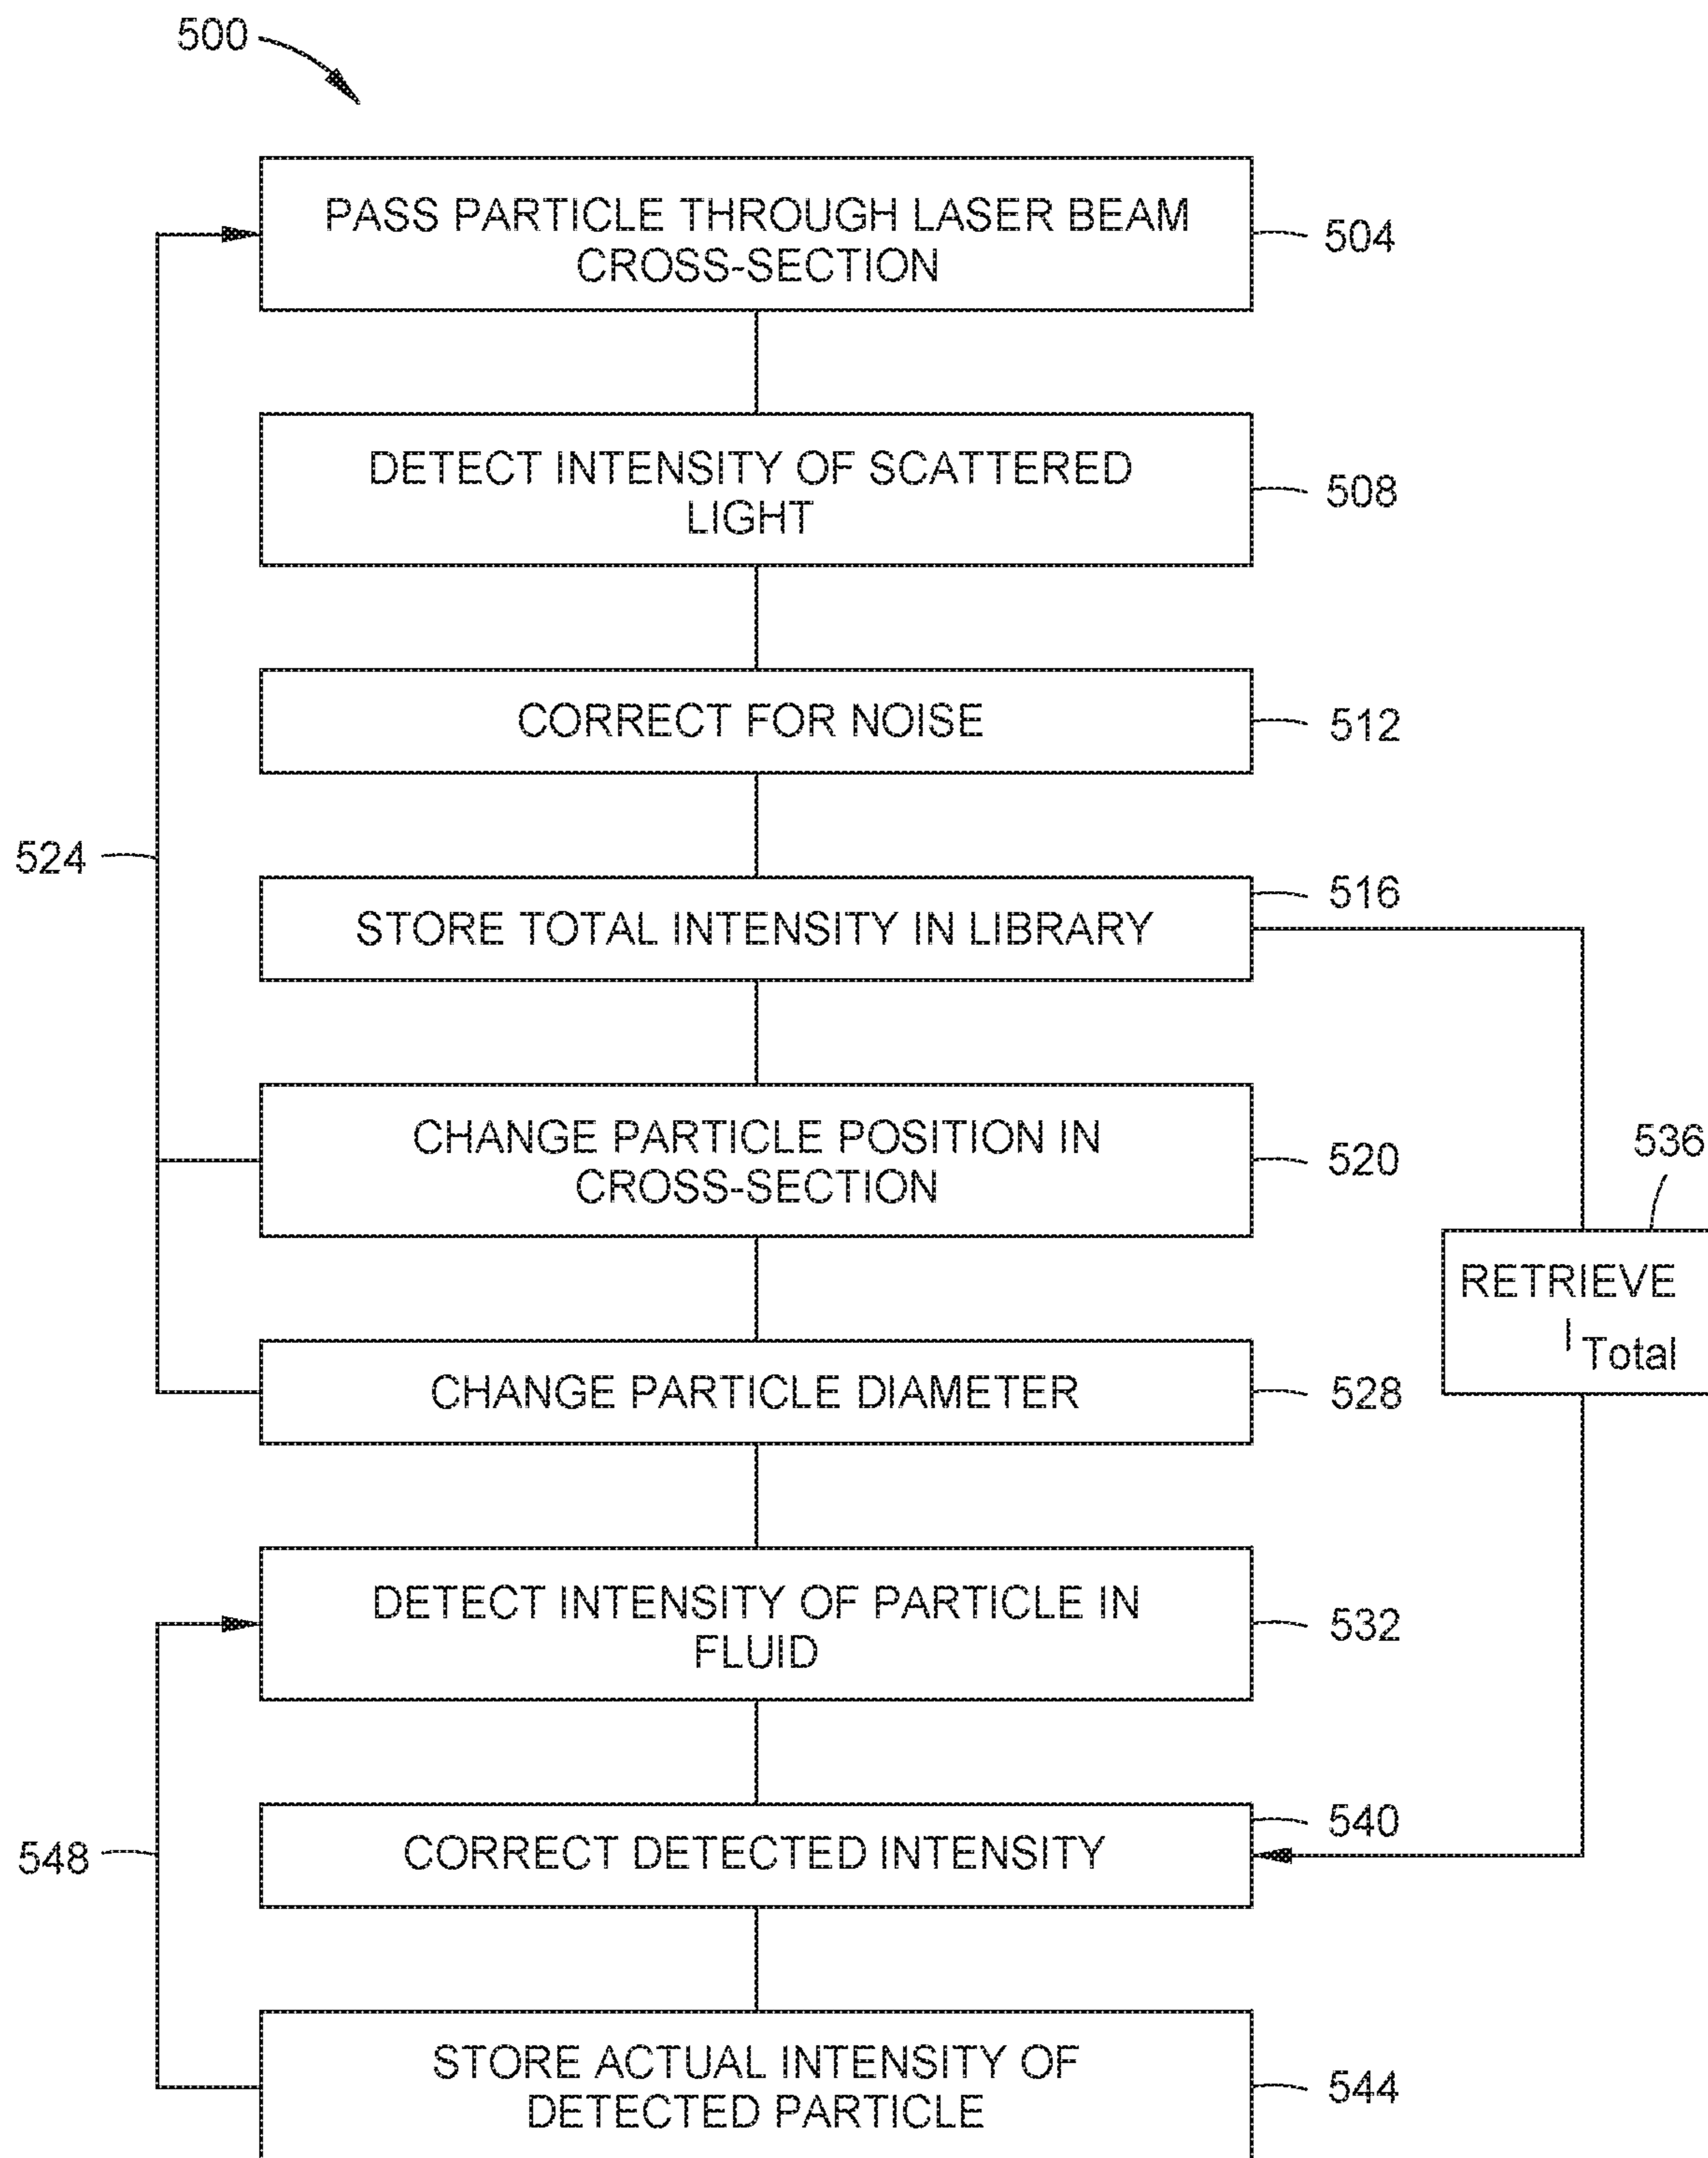 500
PASS PARTICLE THROUGH LASER BEAM
CROSS-SECTION
504
DETECT INTENSITY OF SCATTERED
LIGHT
508
CORRECT FOR NOISE
512
524
STORE TOTAL INTENSITY IN LIBRARY
516
CHANGE PARTICLE POSITION IN
CROSS-SECTION
520
536
RETRIEVE
I Total
CHANGE PARTICLE DIAMETER
528
DETECT INTENSITY OF PARTICLE IN
FLUID
532
CORRECT DETECTED INTENSITY
540
548
STORE ACTUAL INTENSITY OF
DETECTED PARTICLE
544